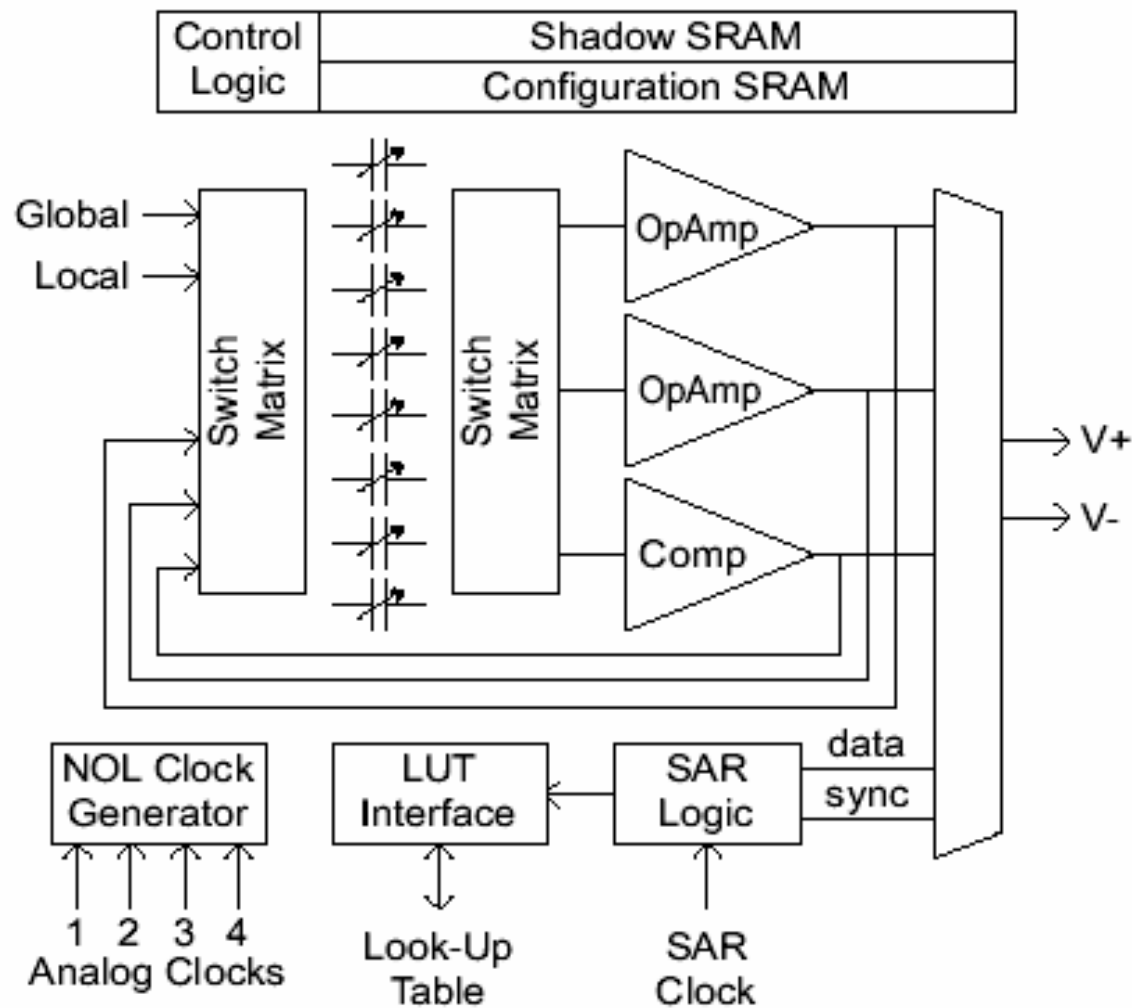 Control
Logic
Shadow SRAM
Configuration SRAM
Global
Local
Switch
Matrix
Switch
Matrix
OpAmp
OpAmp
Comp
V+
V-
NOL Clock
Generator
LUT
Interface
SAR
Logic
data
sync
1 2 3 4
Analog Clocks
Look-Up
Table
SAR
Clock